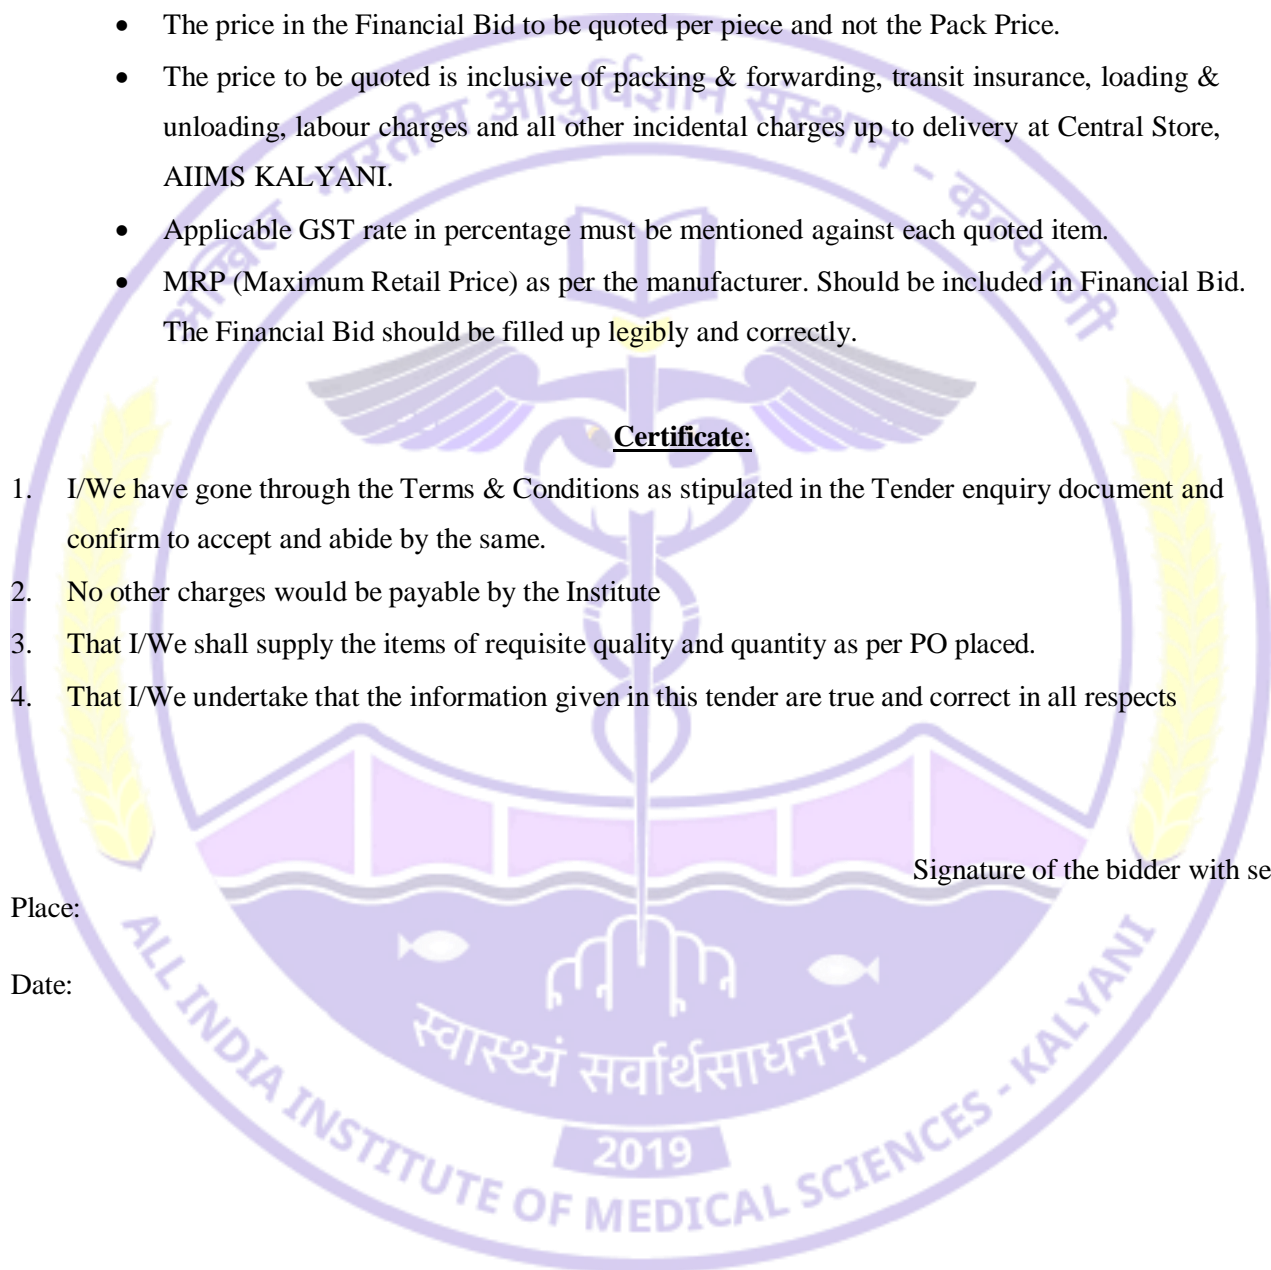 • The price in the Financial Bid to be quoted per piece and not the Pack Price.
• The price to be quoted is inclusive of packing & forwarding, transit insurance, loading &
unloading, labour charges and all other incidental charges up to delivery at Central Store,
AIIMS KALYANI.
• Applicable GST rate in percentage must be mentioned against each quoted item.
• MRP (Maximum Retail Price) as per the manufacturer. Should be included in Financial Bid.
The Financial Bid should be filled up legibly and correctly.
Certificate:
1. I/We have gone through the Terms & Conditions as stipulated in the Tender enquiry document and
confirm to accept and abide by the same.
2. No other charges would be payable by the Institute
3. That I/We shall supply the items of requisite quality and quantity as per PO placed.
4. That I/We undertake that the information given in this tender are true and correct in all respects
Signature of the bidder with se
Place:
Date:
अखिल भारतीय आयुर्विज्ञान संस्थान - कल्याणी
स्वास्थ्यं सर्वार्थसाधनम्
2019
ALL INDIA INSTITUTE OF MEDICAL SCIENCES - KALYANI